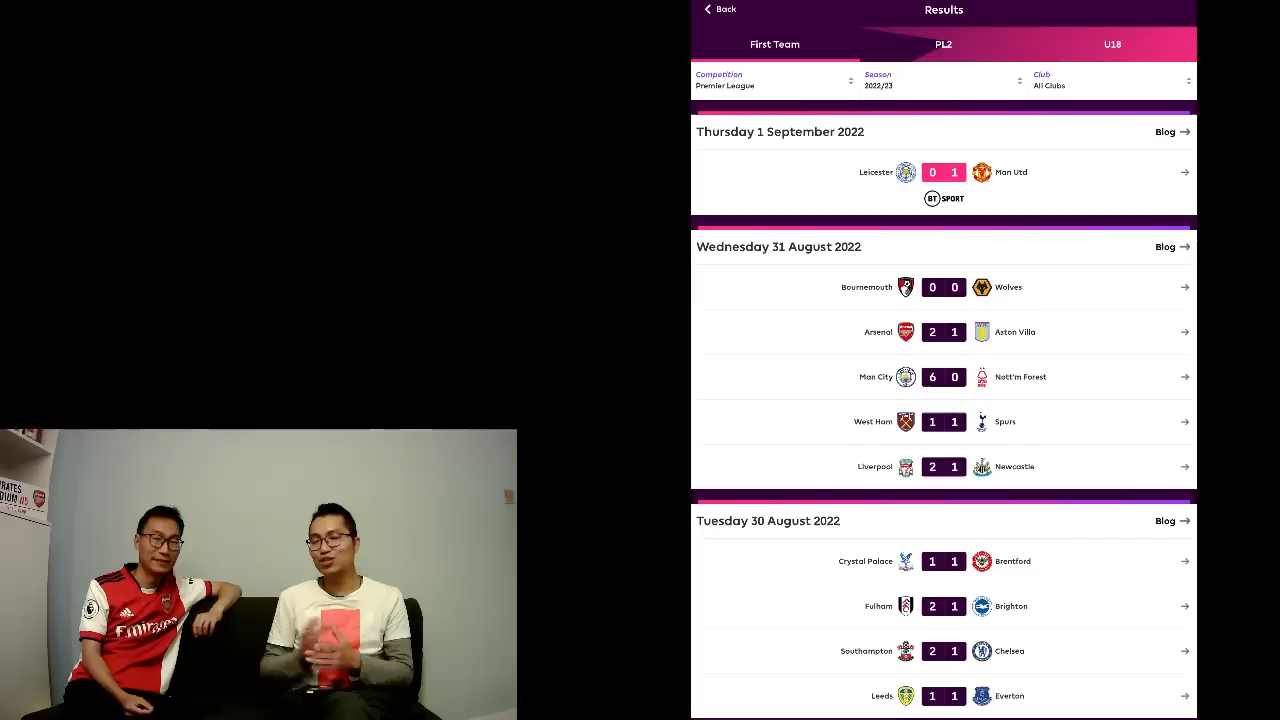 Back
Results
First Team
PL2
U18
Competition
Premier League
Season
2022/23
Club
All Clubs
Thursday 1 September 2022
Blog
Leicester 0 1 Man Utd
BT SPORT
Wednesday 31 August 2022
Blog
Bournemouth 0 0 Wolves
Arsenal 2 1 Aston Villa
Man City 6 0 Nott'm Forest
West Ham 1 1 Spurs
Liverpool 2 1 Newcastle
Tuesday 30 August 2022
Blog
Crystal Palace 1 1 Brentford
Fulham 2 1 Brighton
Southampton 2 1 Chelsea
Leeds 1 1 Everton
Emirates